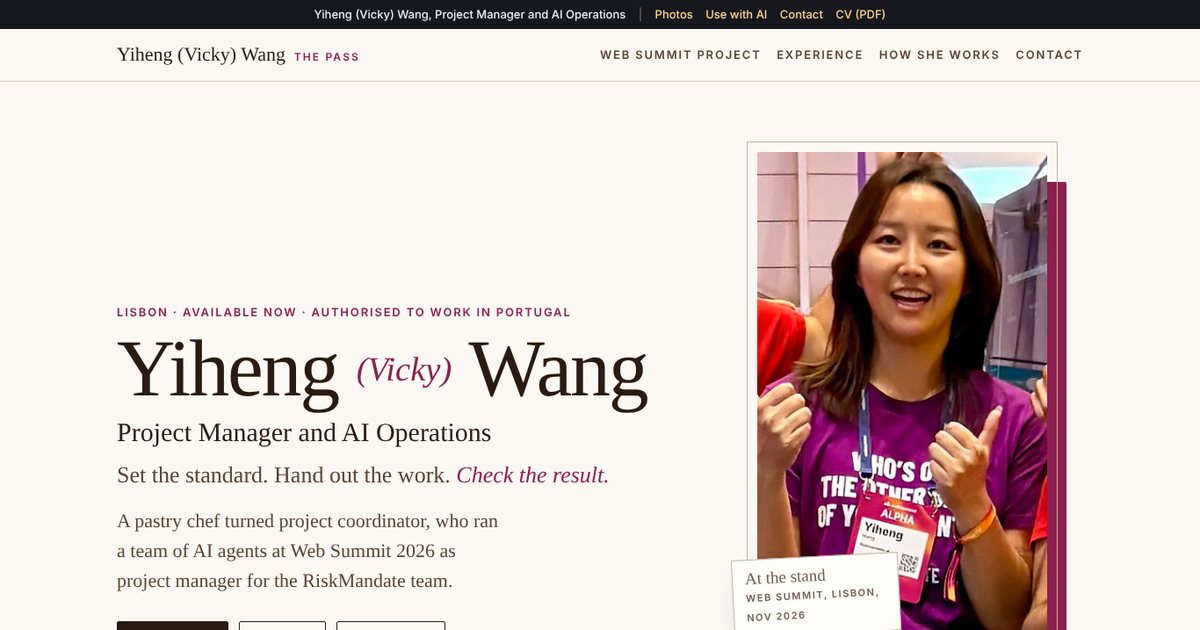 Yiheng (Vicky) Wang, Project Manager and AI Operations | Photos Use with AI Contact CV (PDF)
Yiheng (Vicky) Wang THE PASS
WEB SUMMIT PROJECT EXPERIENCE HOW SHE WORKS CONTACT
LISBON · AVAILABLE NOW · AUTHORISED TO WORK IN PORTUGAL
Yiheng (Vicky) Wang
Project Manager and AI Operations
Set the standard. Hand out the work. Check the result.
A pastry chef turned project coordinator, who ran
a team of AI agents at Web Summit 2026 as
project manager for the RiskMandate team.
WHO'S
THE OTHER
OF
ALPHA
Yiheng
At the stand
WEB SUMMIT, LISBON,
NOV 2026